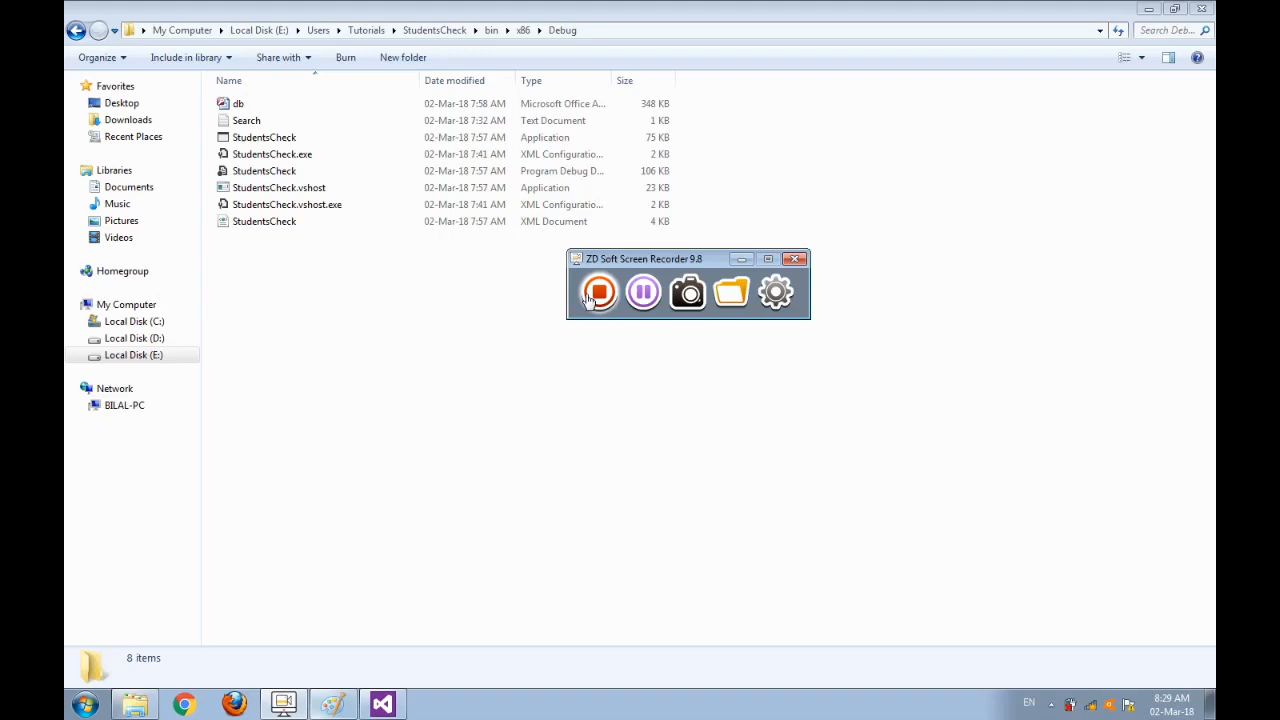 My Computer Local Disk (E:) Users Tutorials StudentsCheck bin x86 Debug Search Deb...
Organize Include in library Share with Burn New folder
Name Date modified Type Size
Favorites
Desktop
Downloads
Recent Places
Libraries
Documents
Music
Pictures
Videos
Homegroup
My Computer
Local Disk (C:)
Local Disk (D:)
Local Disk (E:)
Network
BILAL-PC
db 02-Mar-18 7:58 AM Microsoft Office A... 348 KB
Search 02-Mar-18 7:32 AM Text Document 1 KB
StudentsCheck 02-Mar-18 7:57 AM Application 75 KB
StudentsCheck.exe 02-Mar-18 7:41 AM XML Configuratio... 2 KB
StudentsCheck 02-Mar-18 7:57 AM Program Debug D... 106 KB
StudentsCheck.vshost 02-Mar-18 7:57 AM Application 23 KB
StudentsCheck.vshost.exe 02-Mar-18 7:41 AM XML Configuratio... 2 KB
StudentsCheck 02-Mar-18 7:57 AM XML Document 4 KB
ZD Soft Screen Recorder 9.8
8 items
EN
8:29 AM
02-Mar-18